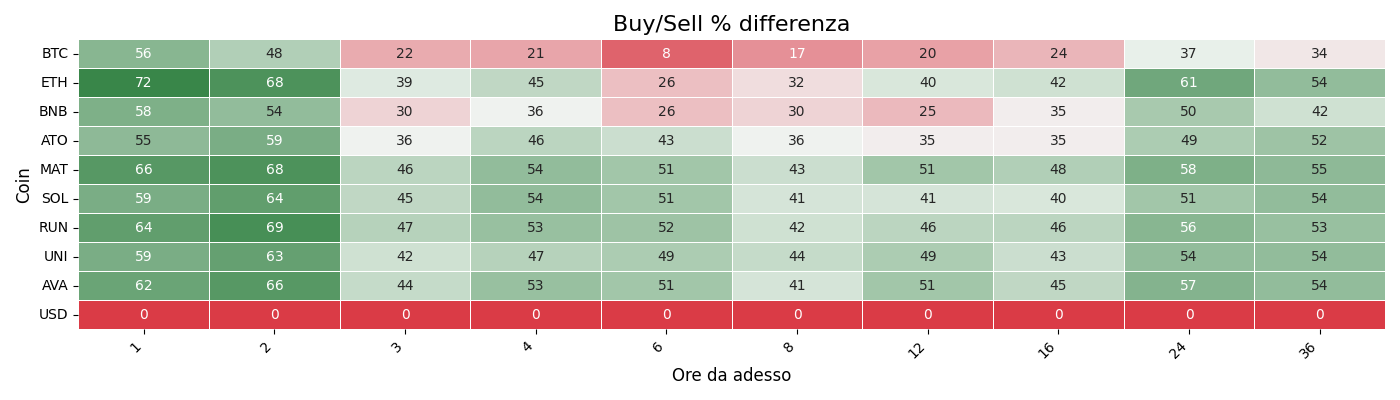 Buy/Sell % differenza
BTC 56 48 22 21 8 17 20 24 37 34
ETH 72 68 39 45 26 32 40 42 61 54
BNB 58 54 30 36 26 30 25 35 50 42
ATO 55 59 36 46 43 36 35 35 49 52
MAT 66 68 46 54 51 43 51 48 58 55
SOL 59 64 45 54 51 41 41 40 51 54
RUN 64 69 47 53 52 42 46 46 56 53
UNI 59 63 42 47 49 44 49 43 54 54
AVA 62 66 44 53 51 41 51 45 57 54
USD 0 0 0 0 0 0 0 0 0 0
1 2 3 4 6 8 12 16 24 36
Ore da adesso
Coin